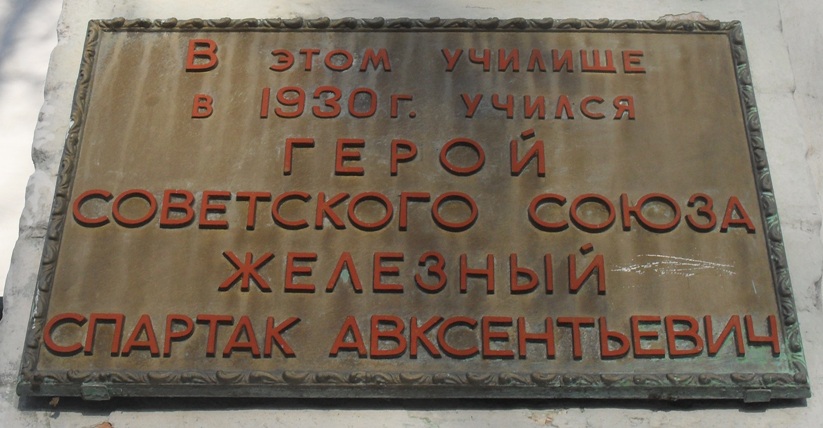 В ЭТОМ УЧИЛИЩЕ
В 1930Г. УЧИЛСЯ
ГЕРОЙ
СОВЕТСКОГО СОЮЗА
ЖЕЛЕЗНЫЙ
СПАРТАК АВКСЕНТЬЕВИЧ